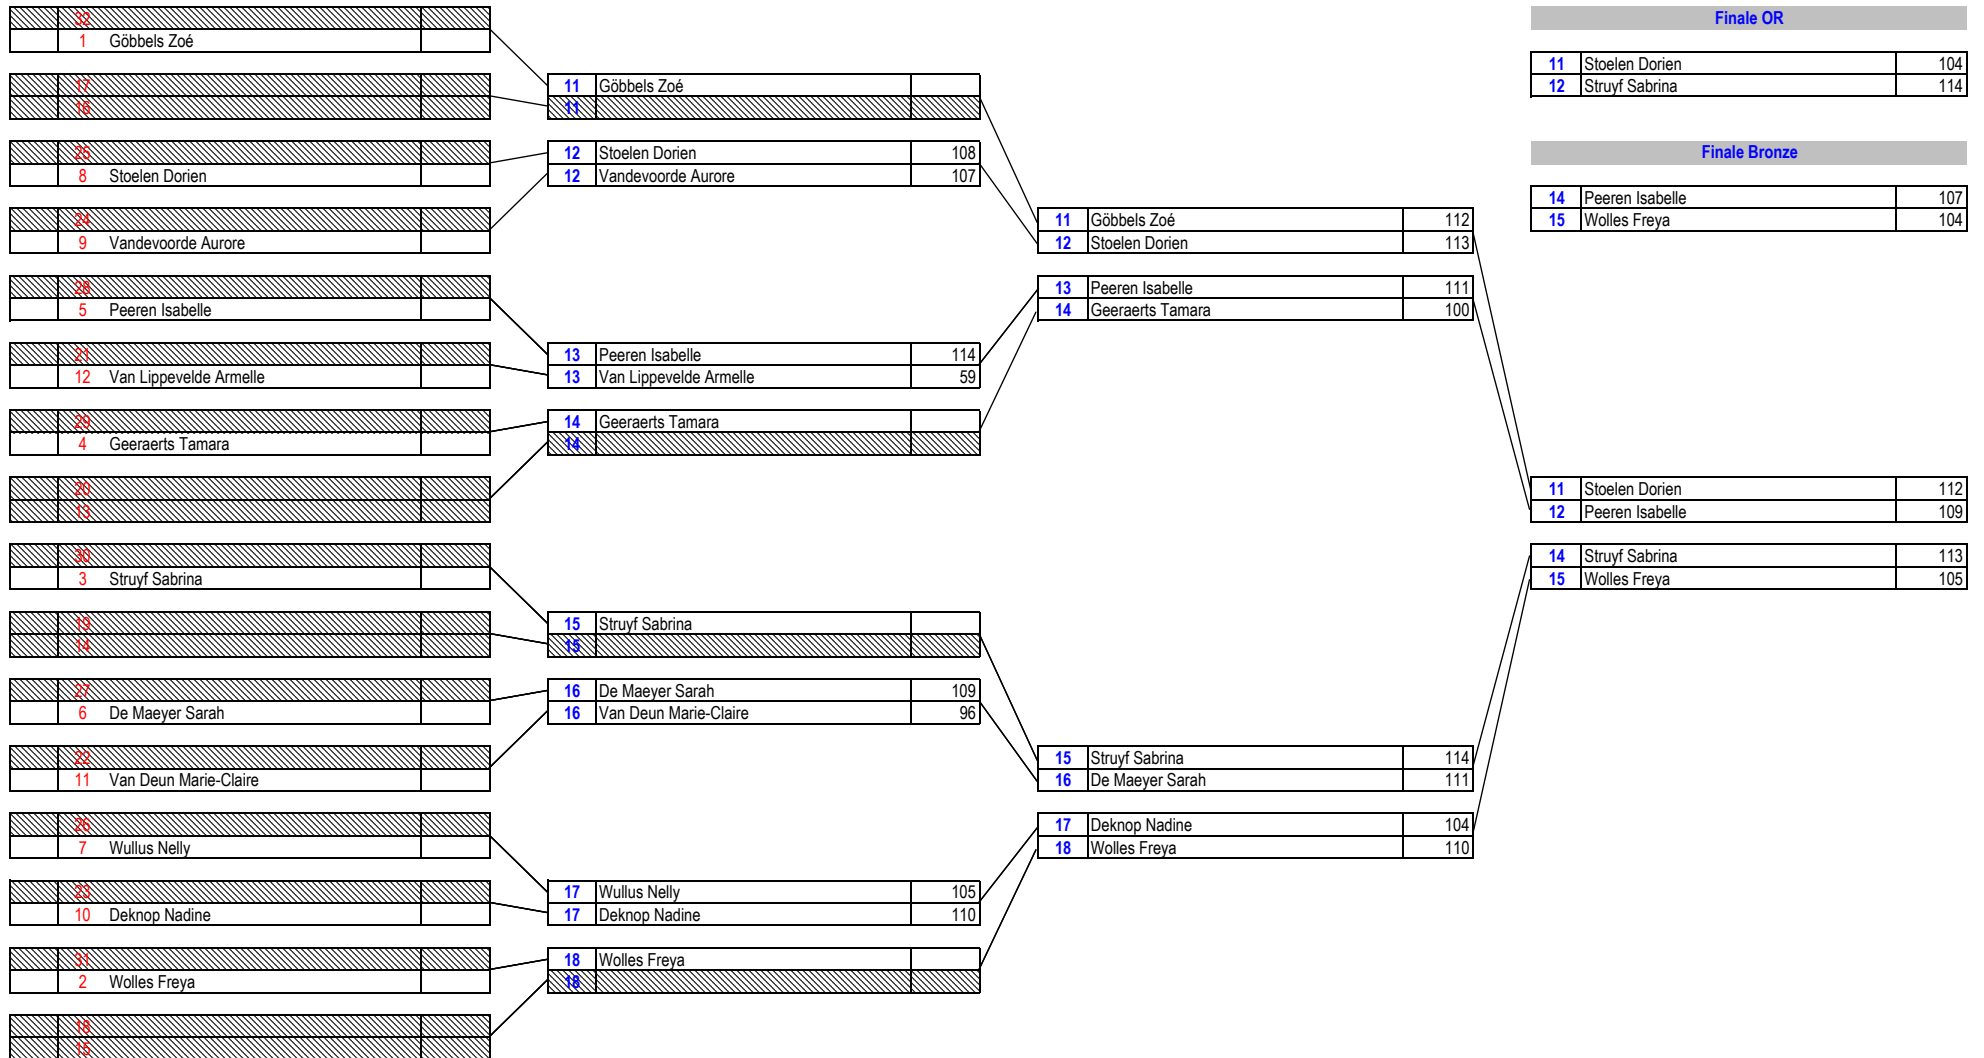 32
1 Göbbels Zoé
17
16
25
8 Stoelen Dorien
24
9 Vandevoorde Aurore
28
5 Peeren Isabelle
21
12 Van Lippevelde Armelle
29
4 Geeraerts Tamara
20
13
30
3 Struyf Sabrina
19
14
27
6 De Maeyer Sarah
22
11 Van Deun Marie-Claire
26
7 Wullus Nelly
23
10 Deknop Nadine
31
2 Wolles Freya
18
15
11 Göbbels Zoé
11
12 Stoelen Dorien 108
12 Vandevoorde Aurore 107
13 Peeren Isabelle 114
13 Van Lippevelde Armelle 59
14 Geeraerts Tamara
14
15 Struyf Sabrina
15
16 De Maeyer Sarah 109
16 Van Deun Marie-Claire 96
17 Wullus Nelly 105
17 Deknop Nadine 110
18 Wolles Freya
18
11 Göbbels Zoé 112
12 Stoelen Dorien 113
13 Peeren Isabelle 111
14 Geeraerts Tamara 100
15 Struyf Sabrina 114
16 De Maeyer Sarah 111
17 Deknop Nadine 104
18 Wolles Freya 110
Finale OR
11 Stoelen Dorien 104
12 Struyf Sabrina 114
Finale Bronze
14 Peeren Isabelle 107
15 Wolles Freya 104
11 Stoelen Dorien 112
12 Peeren Isabelle 109
14 Struyf Sabrina 113
15 Wolles Freya 105